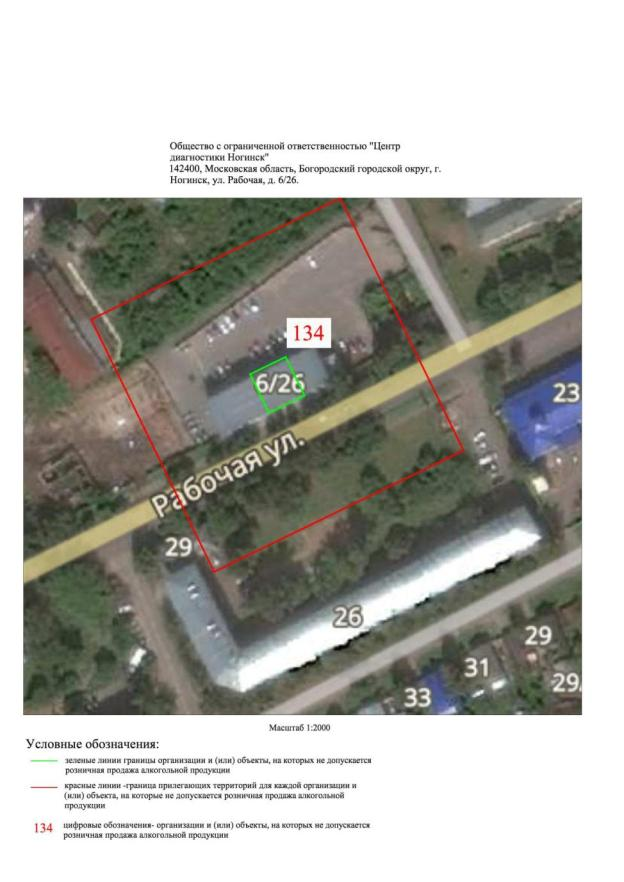 Общество с ограниченной ответственностью "Центр
диагностики Ногинск"
142400, Московская область, Богородский городской округ, г.
Ногинск, ул. Рабочая, д. 6/26.
134
6/26
23
Рабочая ул.
29
26
29
31
29
33
Масштаб 1:2000
Условные обозначения:
зеленые линии границы организации и (или) объекты, на которых не допускается
розничная продажа алкогольной продукции
красные линии -граница прилегающих территорий для каждой организации и
(или) объекта, на которые не допускается розничная продажа алкогольной
продукции
134 цифровые обозначения- организации и (или) объекты, на которых не допускается
розничная продажа алкогольной продукции